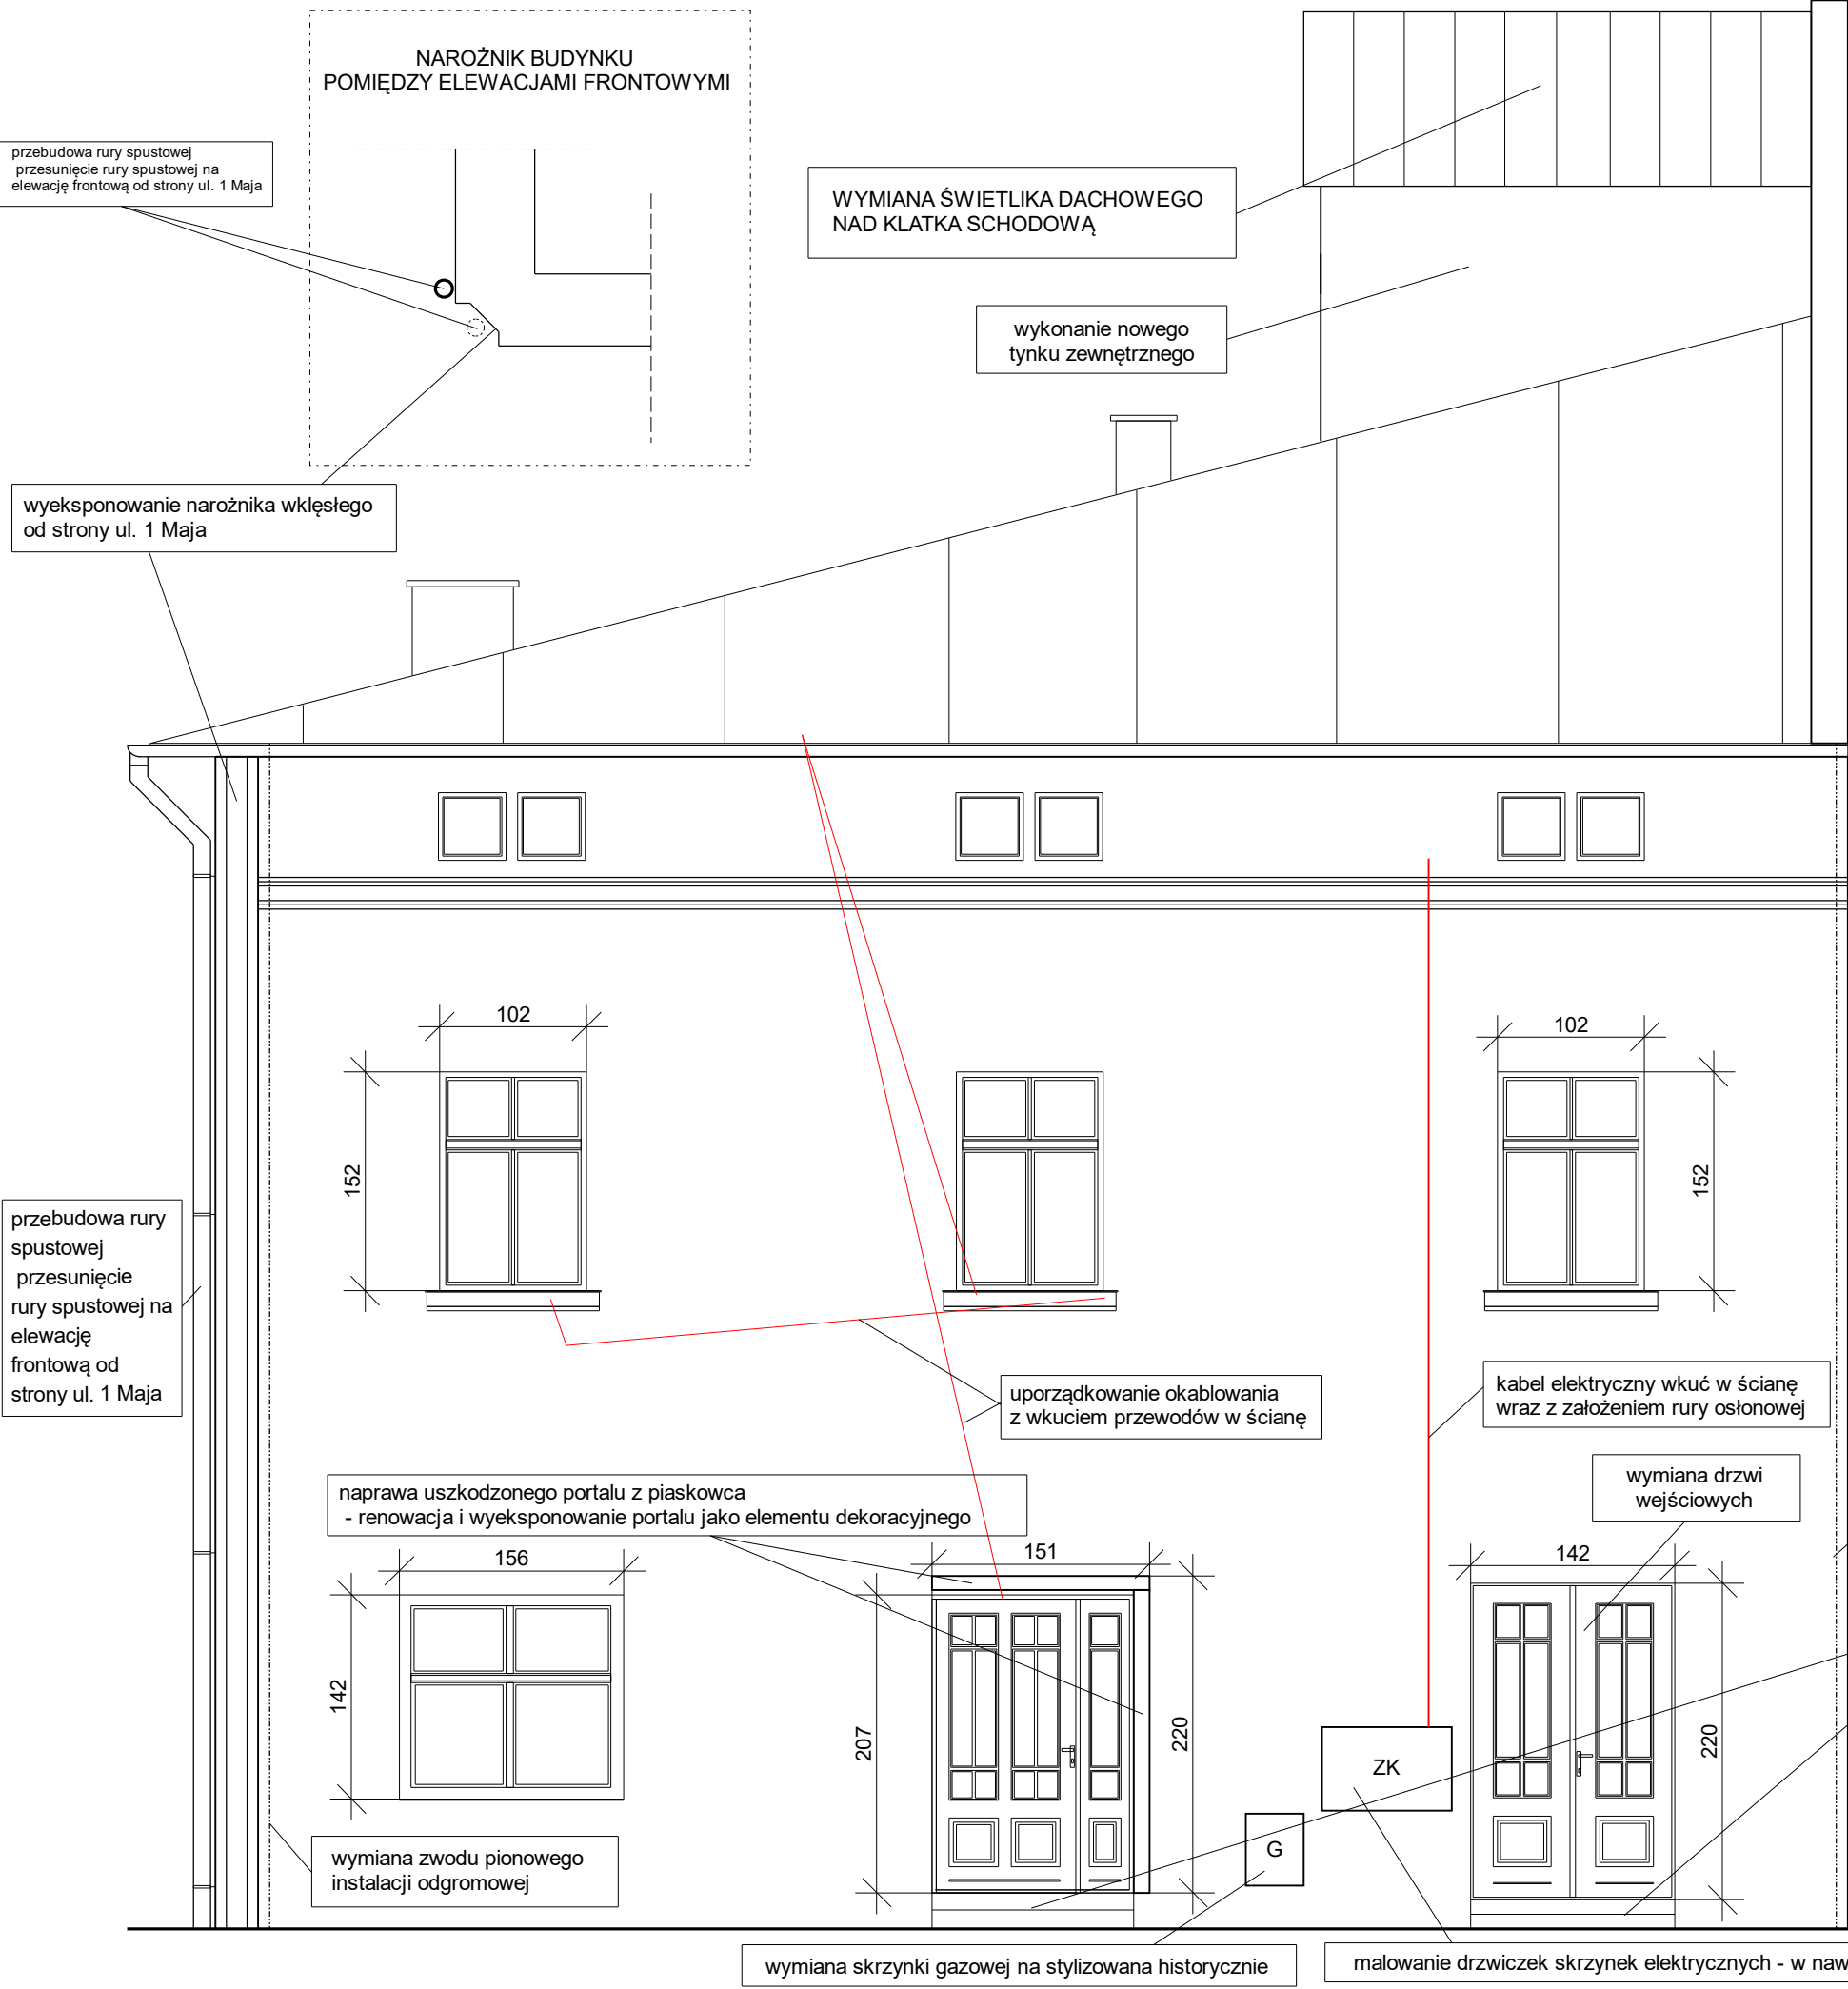 NAROŻNIK BUDYNKU
POMIĘDZY ELEWACJAMI FRONTOWYMI
przebudowa rury spustowej
przesunięcie rury spustowej na
elewację frontową od strony ul. 1 Maja
WYMIANA ŚWIETLIKA DACHOWEGO
NAD KLATKA SCHODOWĄ
wykonanie nowego
tynku zewnętrznego
wyeksponowanie narożnika wklęsłego
od strony ul. 1 Maja
102
102
152
152
przebudowa rury
spustowej
przesunięcie
rury spustowej na
elewację
frontową od
strony ul. 1 Maja
uporządkowanie okablowania
z wkuciem przewodów w ścianę
kabel elektryczny wkuć w ścianę
wraz z założeniem rury osłonowej
wymiana drzwi
wejściowych
naprawa uszkodzonego portalu z piaskowca
- renowacja i wyeksponowanie portalu jako elementu dekoracyjnego
156
151
142
142
207
220
220
ZK
G
wymiana zwodu pionowego
instalacji odgromowej
wymiana skrzynki gazowej na stylizowana historycznie
malowanie drzwiczek skrzynek elektrycznych - w naw